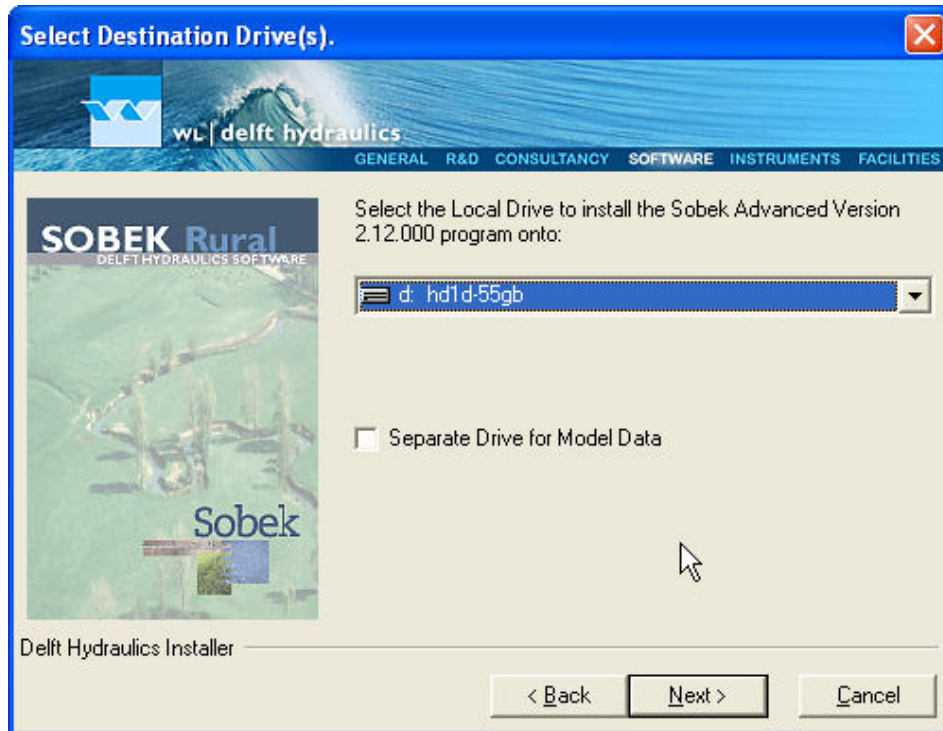 Select Destination Drive(s).
WL | delft hydraulics
GENERAL R&D CONSULTANCY SOFTWARE INSTRUMENTS FACILITIES
SOBEK Rural
DELFT HYDRAULICS SOFTWARE
Sobek
Select the Local Drive to install the Sobek Advanced Version
2.12.000 program onto:
d: hd1d-55gb
Separate Drive for Model Data
Delft Hydraulics Installer
< Back Next > Cancel